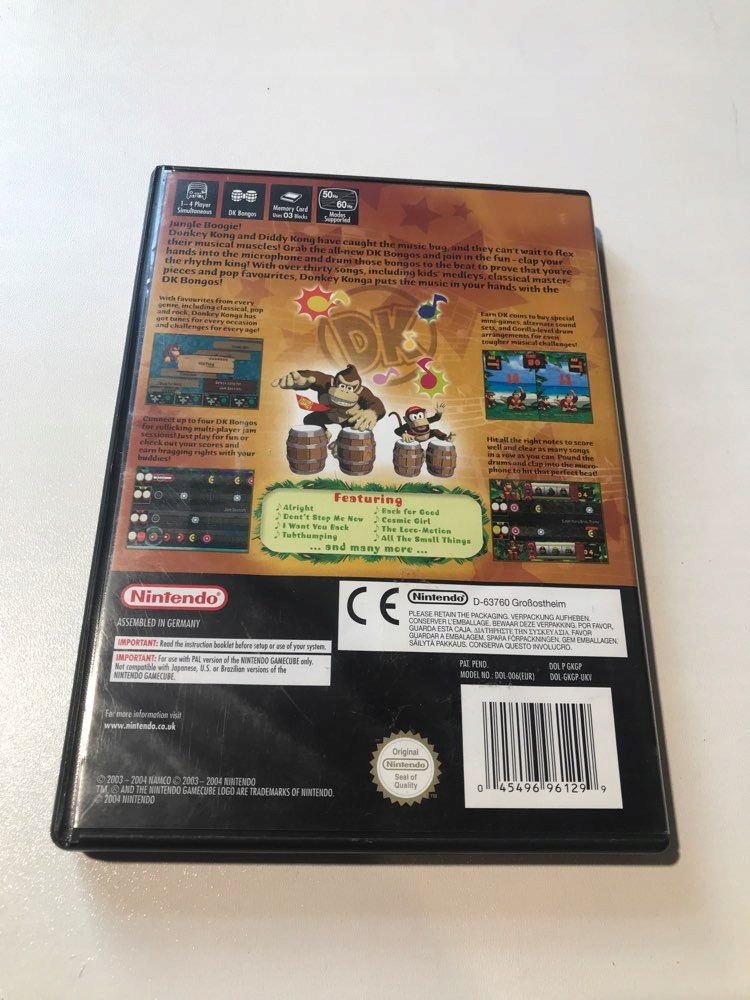 1-4 Player
Simultaneous
DK Bongos
Memory Card
Uses 03 Blocks
50Hz
60Hz
Modes
Supported
Jungle Boogie!
Donkey Kong and Diddy Kong have caught the music bug, and they can't wait to flex
their musical muscles! Grab the all-new DK Bongos and join in the fun - clap your
hands into the microphone and drum those bongos to the beat to prove that you're
the rhythm king! With over thirty songs, including kids' medleys, classical master-
pieces and pop favourites, Donkey Konga puts the music in your hands with the
DK Bongos!
With favourites from every
genre, including classical, pop
and rock, Donkey Konga has
got tunes for every occasion
and challenges for every age!
Earn DK coins to buy special
mini-games, alternate sound
sets, and Gorilla-level drum
arrangements for even
tougher musical challenges!
DK
Connect up to four DK Bongos
for rollicking multi-player jam
sessions! Just play for fun or
check out your scores and
earn bragging rights with your
buddies!
Hit all the right notes to score
well and clear as many songs
in a row as you can. Pound the
drums and clap into the micro-
phone to hit that perfect beat!
Featuring
Alright
Don't Stop Me Now
I Want You Back
Tubthumping
Back for Good
Cosmic Girl
The Loco-Motion
All The Small Things
... and many more ...
Nintendo®
ASSEMBLED IN GERMANY
IMPORTANT: Read the instruction booklet before setup or use of your system.
IMPORTANT: For use with PAL version of the NINTENDO GAMECUBE only.
Not compatible with Japanese, U.S. or Brazilian versions of the
NINTENDO GAMECUBE.
CE
Nintendo® D-63760 Großostheim
PLEASE RETAIN THE PACKAGING. VERPACKUNG AUFHEBEN.
CONSERVER L'EMBALLAGE. BEWAAR DEZE VERPAKKING. POR FAVOR,
GUARDA ESTA CAJA. ΔΙΑΤΗΡΗΣΤΕ ΤΗΝ ΣΥΣΚΕΥΑΣΙΑ. FAVOR
GUARDAR A EMBALAGEM. SPARA FÖRPACKNINGEN. GEM EMBALLAGEN.
SÄILYTÄ PAKKAUS. CONSERVA QUESTO INVOLUCRO.
PAT. PEND.
MODEL NO.: DOL-006(EUR)
DOL P GKGP
DOL-GKGP-UKV
For more information visit
www.nintendo.co.uk
Original
Nintendo
Seal of
Quality
TM
0 45496 96129 9
© 2003 – 2004 NAMCO © 2003 – 2004 NINTENDO
TM, ® AND THE NINTENDO GAMECUBE LOGO ARE TRADEMARKS OF NINTENDO.
© 2004 NINTENDO